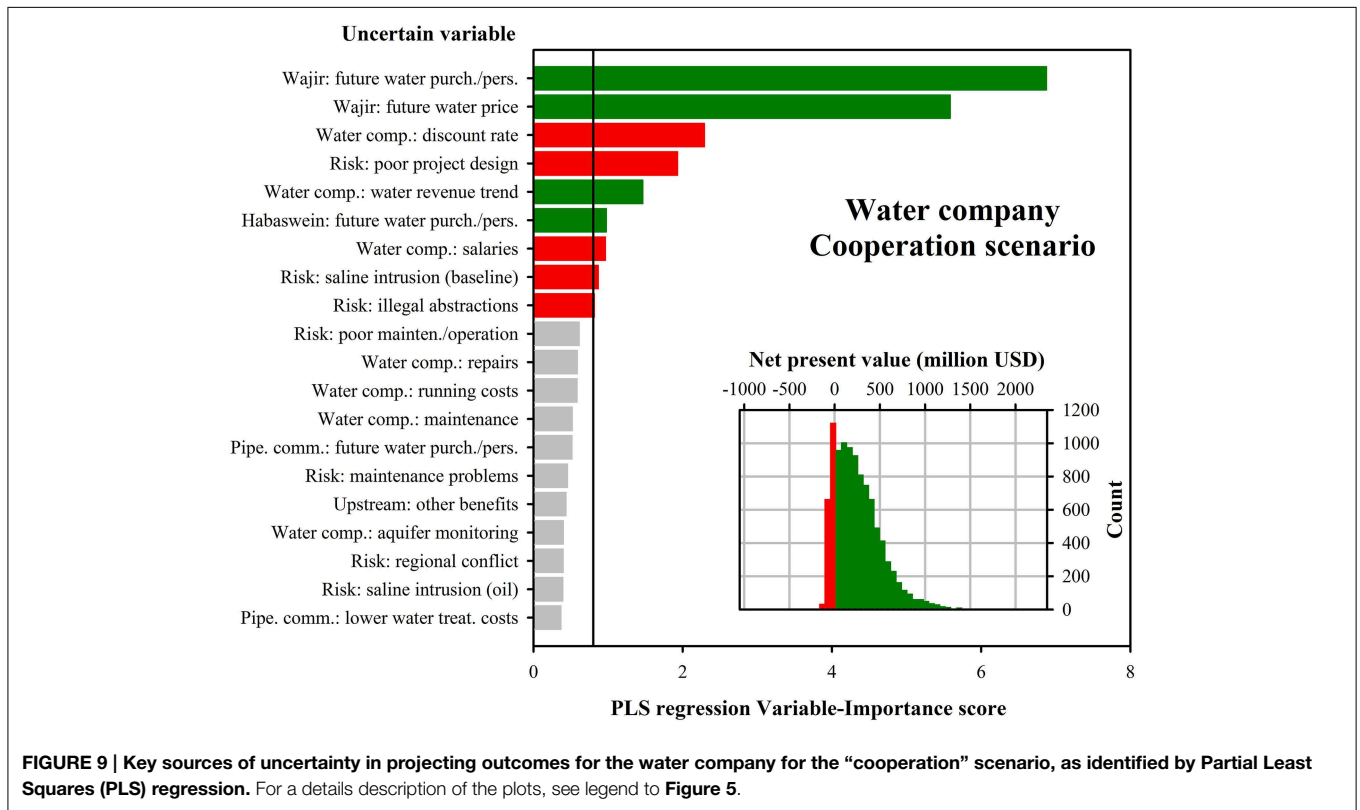 Uncertain variable
Wajir: future water purch./pers.
Wajir: future water price
Water comp.: discount rate
Risk: poor project design
Water comp.: water revenue trend
Habaswein: future water purch./pers.
Water comp.: salaries
Risk: saline intrusion (baseline)
Risk: illegal abstractions
Risk: poor mainten./operation
Water comp.: repairs
Water comp.: running costs
Water comp.: maintenance
Pipe. comm.: future water purch./pers.
Risk: maintenance problems
Upstream: other benefits
Water comp.: aquifer monitoring
Risk: regional conflict
Risk: saline intrusion (oil)
Pipe. comm.: lower water treat. costs
0 2 4 6 8
PLS regression Variable-Importance score
Water company
Cooperation scenario
Net present value (million USD)
-1000 -500 0 500 1000 1500 2000
1200
1000
800
600
400
200
0
Count
FIGURE 9 | Key sources of uncertainty in projecting outcomes for the water company for the “cooperation” scenario, as identified by Partial Least
Squares (PLS) regression. For a details description of the plots, see legend to Figure 5.